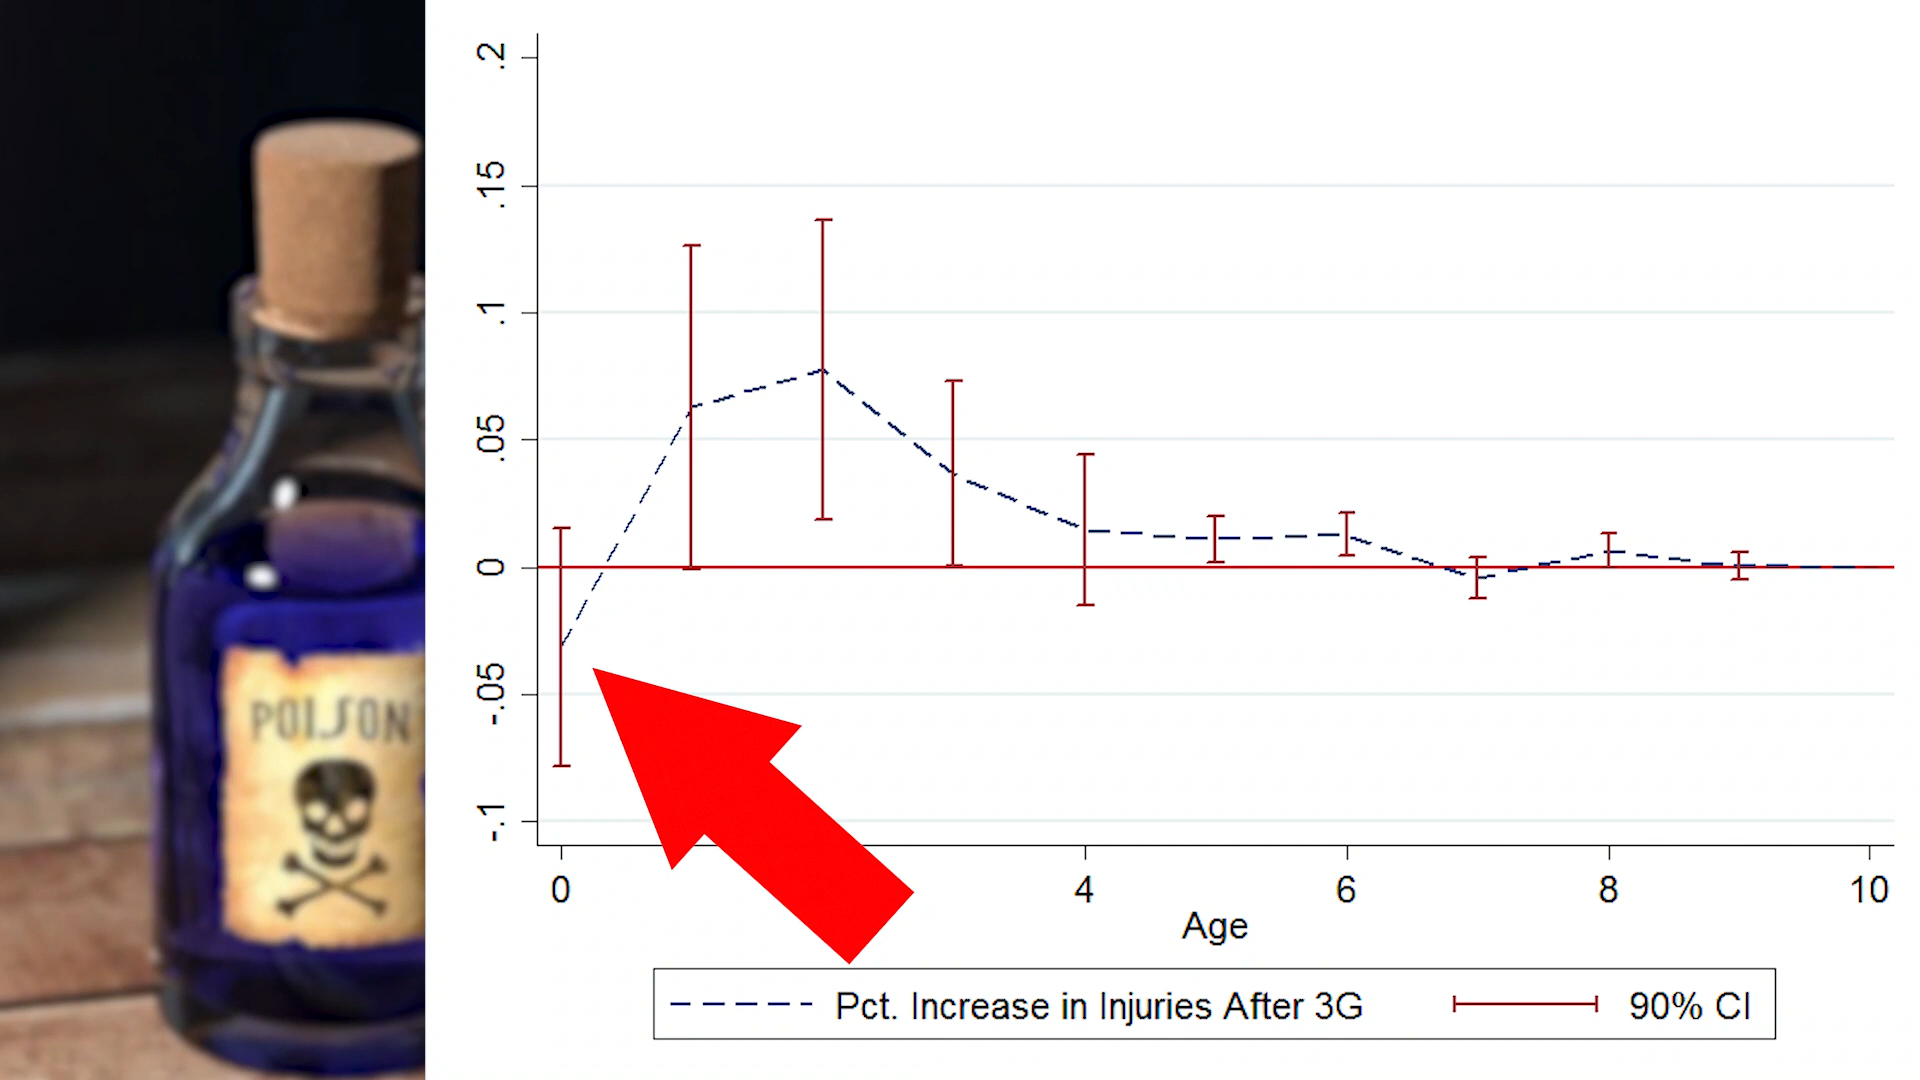 POISON
.2
.15
.1
.05
0
-.05
-.1
0 4 6 8 10
Age
Pct. Increase in Injuries After 3G 90% CI